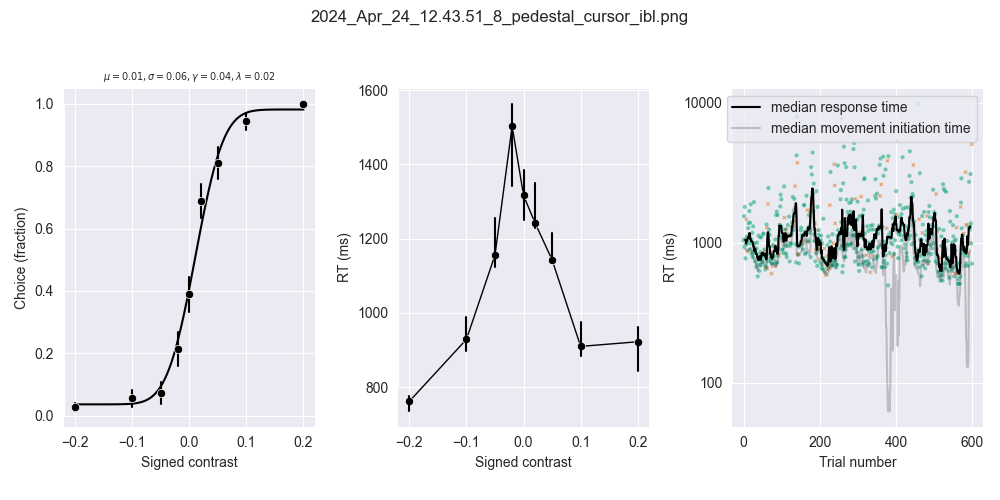 2024_Apr_24_12.43.51_8_pedestal_cursor_ibl.png
μ = 0.01, σ = 0.06, γ = 0.04, λ = 0.02
1.0
0.8
0.6
0.4
0.2
0.0
Choice (fraction)
−0.2 −0.1 0.0 0.1 0.2
Signed contrast
1600
1400
1200
1000
800
RT (ms)
−0.2 −0.1 0.0 0.1 0.2
Signed contrast
median response time
median movement initiation time
10000
1000
100
RT (ms)
0 200 400 600
Trial number